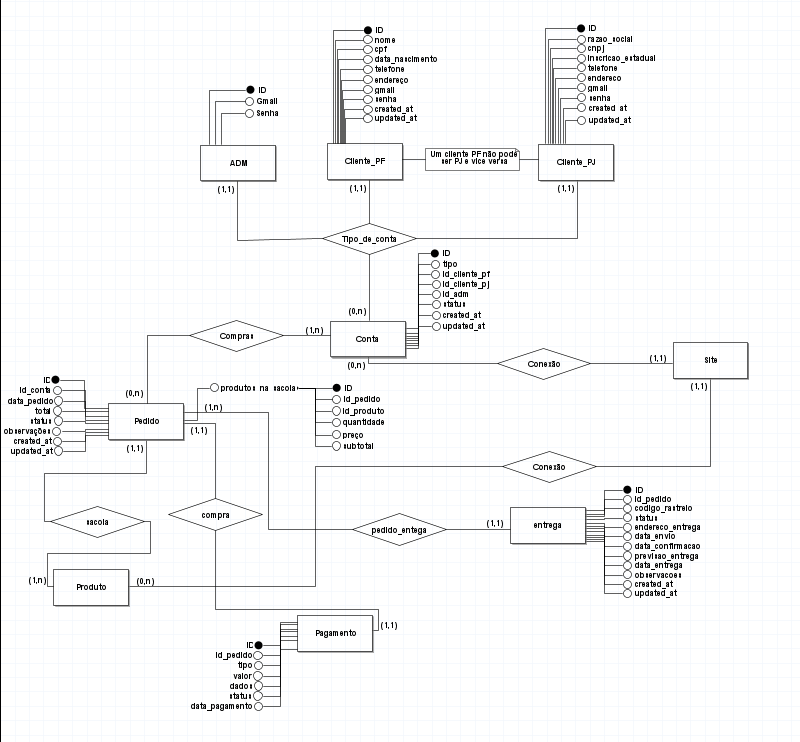 ID
Gmail
Senha
ADM
(1,1)
ID
nome
cpf
data_nascimento
telefone
endereço
gmail
senha
created_at
updated_at
Cliente_PF
(1,1)
Um cliente PF não pode
ser PJ e vice versa
ID
razao_social
cnpj
inscricao_estadual
telefone
endereco
gmail
senha
created_at
updated_at
Cliente_PJ
(1,1)
Tipo_de_conta
(0,n)
ID
tipo
id_cliente_pf
id_cliente_pj
id_adm
status
created_at
updated_at
Conta
(1,n)
(0,n)
Compras
(0,n)
Conexão
(1,1)
Site
(1,1)
ID
id_conta
data_pedido
total
status
observações
created_at
updated_at
Pedido
(1,n)
(1,1)
(1,1)
produtos na sacola
ID
id_pedido
id_produto
quantidade
preço
subtotal
Conexão
sacola
compra
pedido_entega
(1,1)
entrega
ID
id_pedido
codigo_rastreio
status
endereco_entrega
data_envio
data_confirmacao
previsao_entrega
data_entrega
observacoes
created_at
updated_at
(1,n)
Produto
(0,n)
Pagamento
(1,1)
ID
id_pedido
tipo
valor
dados
status
data_pagamento